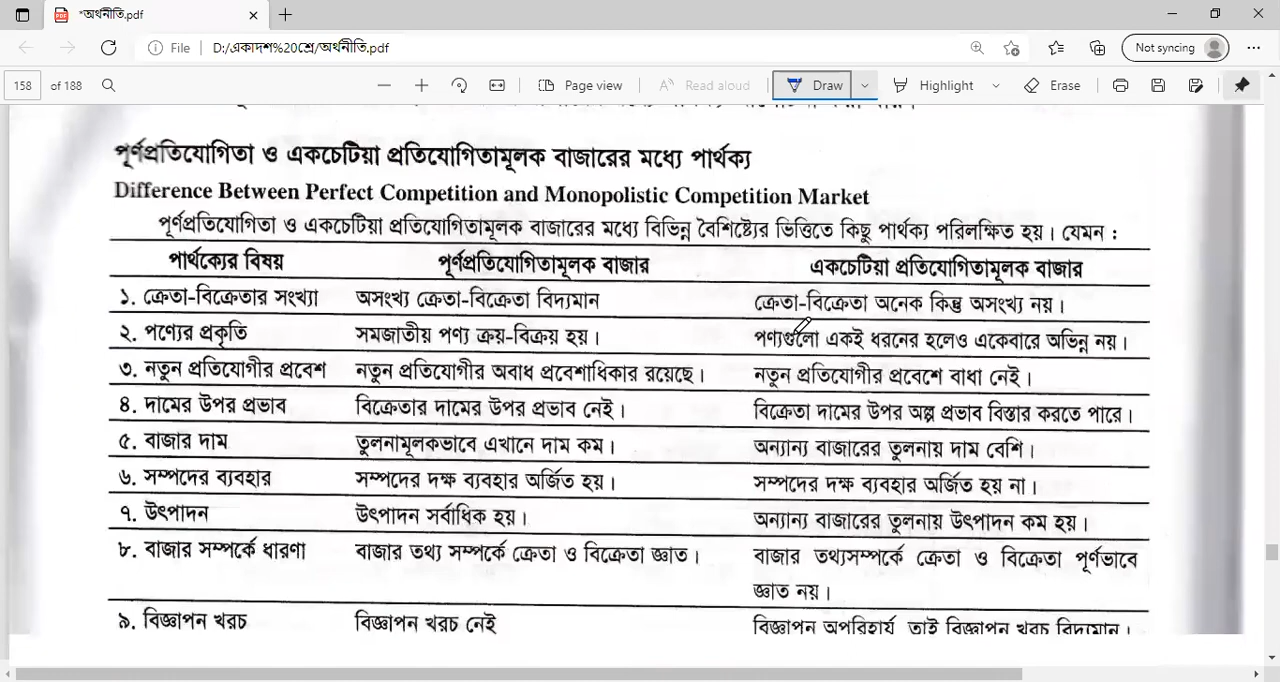 *অর্থনীতি.pdf
File D:/একাদশ%20শ্রে/অর্থনীতি.pdf Not syncing
158 of 188 Page view Read aloud Draw Highlight Erase
পূর্ণপ্রতিযোগিতা ও একচেটিয়া প্রতিযোগিতামূলক বাজারের মধ্যে পার্থক্য
Difference Between Perfect Competition and Monopolistic Competition Market
পূর্ণপ্রতিযোগিতা ও একচেটিয়া প্রতিযোগিতামূলক বাজারের মধ্যে বিভিন্ন বৈশিষ্ট্যের ভিত্তিতে কিছু পার্থক্য পরিলক্ষিত হয়। যেমন :
পার্থক্যের বিষয় পূর্ণপ্রতিযোগিতামূলক বাজার একচেটিয়া প্রতিযোগিতামূলক বাজার
১. ক্রেতা-বিক্রেতার সংখ্যা অসংখ্য ক্রেতা-বিক্রেতা বিদ্যমান ক্রেতা-বিক্রেতা অনেক কিন্তু অসংখ্য নয়।
২. পণ্যের প্রকৃতি সমজাতীয় পণ্য ক্রয়-বিক্রয় হয়। পণ্যগুলো একই ধরনের হলেও একেবারে অভিন্ন নয়।
৩. নতুন প্রতিযোগীর প্রবেশ নতুন প্রতিযোগীর অবাধ প্রবেশাধিকার রয়েছে। নতুন প্রতিযোগীর প্রবেশে বাধা নেই।
৪. দামের উপর প্রভাব বিক্রেতার দামের উপর প্রভাব নেই। বিক্রেতা দামের উপর অল্প প্রভাব বিস্তার করতে পারে।
৫. বাজার দাম তুলনামূলকভাবে এখানে দাম কম। অন্যান্য বাজারের তুলনায় দাম বেশি।
৬. সম্পদের ব্যবহার সম্পদের দক্ষ ব্যবহার অর্জিত হয়। সম্পদের দক্ষ ব্যবহার অর্জিত হয় না।
৭. উৎপাদন উৎপাদন সর্বাধিক হয়। অন্যান্য বাজারের তুলনায় উৎপাদন কম হয়।
৮. বাজার সম্পর্কে ধারণা বাজার তথ্য সম্পর্কে ক্রেতা ও বিক্রেতা জ্ঞাত। বাজার তথ্যসম্পর্কে ক্রেতা ও বিক্রেতা পূর্ণভাবে
জ্ঞাত নয়।
৯. বিজ্ঞাপন খরচ বিজ্ঞাপন খরচ নেই বিজ্ঞাপন অপরিহার্য তাই বিজ্ঞাপন খরচ বিদ্যমান।